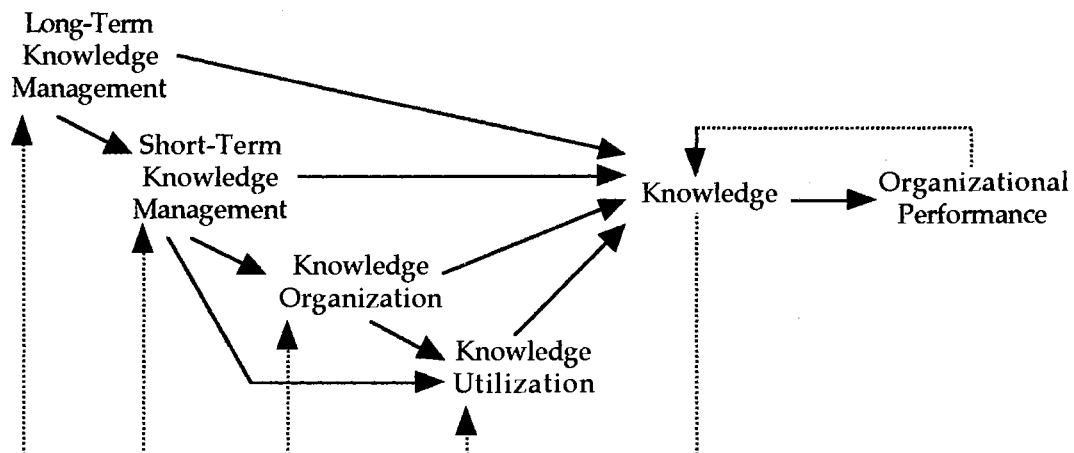 Long-Term
Knowledge
Management
Short-Term
Knowledge
Management
Knowledge
Organizational
Performance
Knowledge
Organization
Knowledge
Utilization